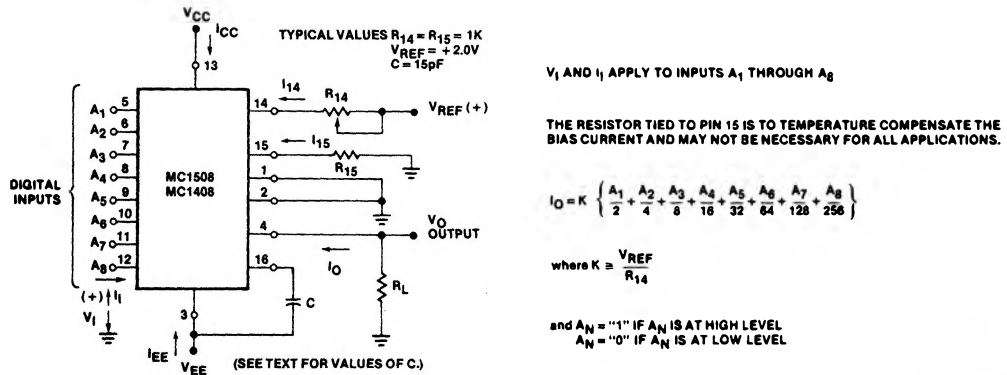 VCC
ICC
13
TYPICAL VALUES R14 = R15 = 1K
VREF = +2.0V
C = 15pF
I14
R14
14
VREF (+)
I15
R15
15
DIGITAL
INPUTS
A1 5
A2 6
A3 7
A4 8
A5 9
A6 10
A7 11
A8 12
MC1508
MC1408
1
2
4
16
VO
OUTPUT
IO
RL
C
(+) II
VI
3
IEE
VEE
(SEE TEXT FOR VALUES OF C.)
VI AND II APPLY TO INPUTS A1 THROUGH A8
THE RESISTOR TIED TO PIN 15 IS TO TEMPERATURE COMPENSATE THE
BIAS CURRENT AND MAY NOT BE NECESSARY FOR ALL APPLICATIONS.
IO = K { A1/2 + A2/4 + A3/8 + A4/16 + A5/32 + A6/64 + A7/128 + A8/256 }
where K ≅ VREF/R14
and AN = "1" IF AN IS AT HIGH LEVEL
AN = "0" IF AN IS AT LOW LEVEL